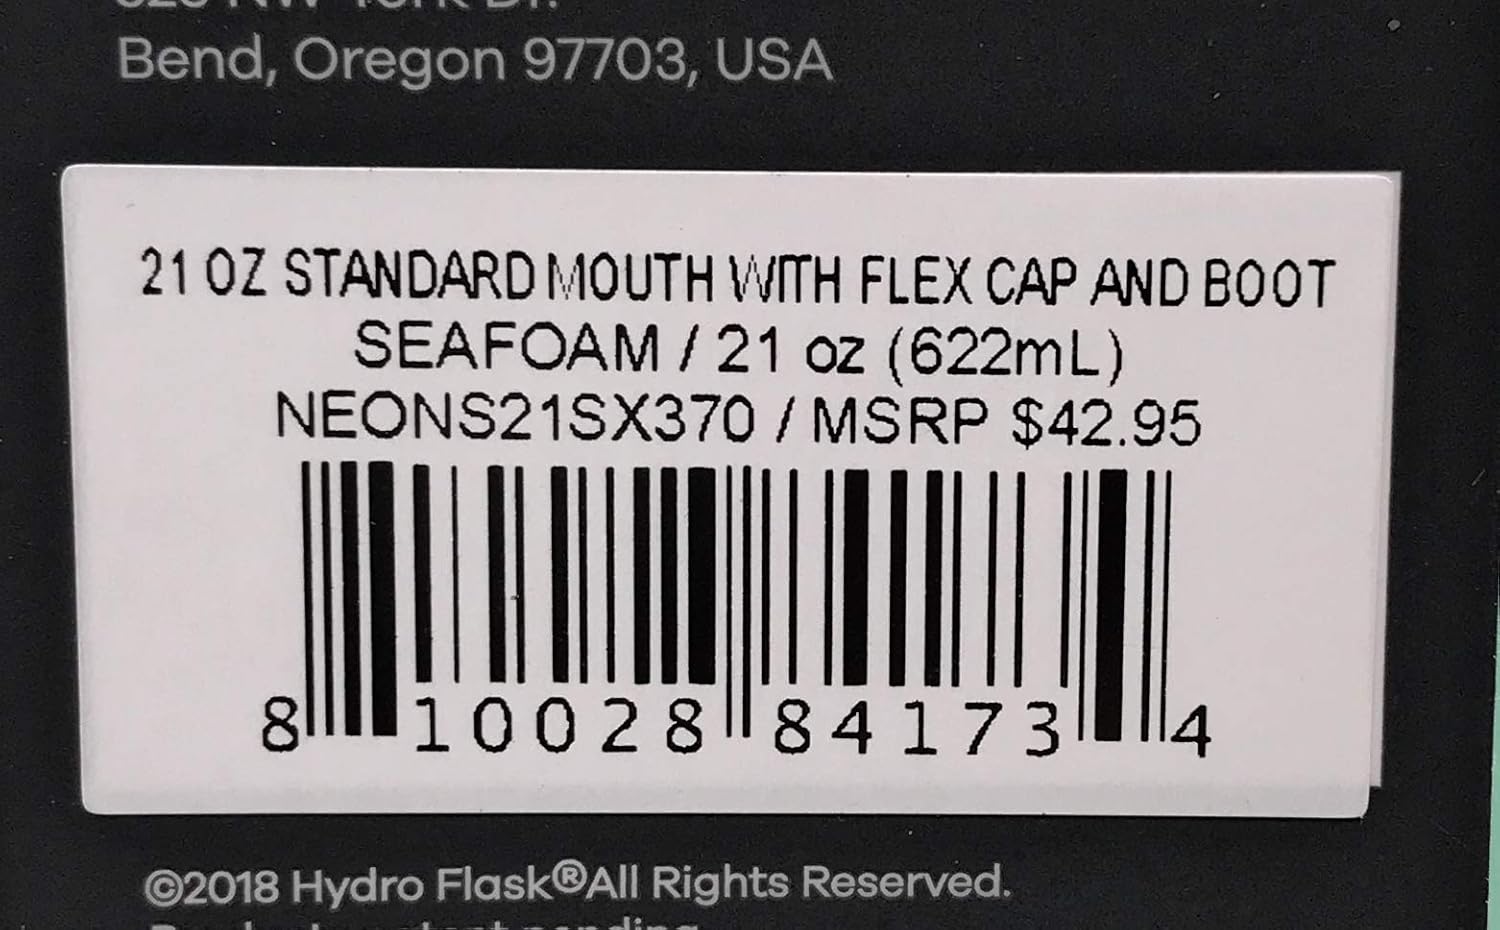 Bend, Oregon 97703, USA
21 OZ STANDARD MOUTH WITH FLEX CAP AND BOOT
SEAFOAM / 21 oz (622mL)
NEONS21SX370 / MSRP $42.95
8 10028 84173 4
©2018 Hydro Flask®All Rights Reserved.